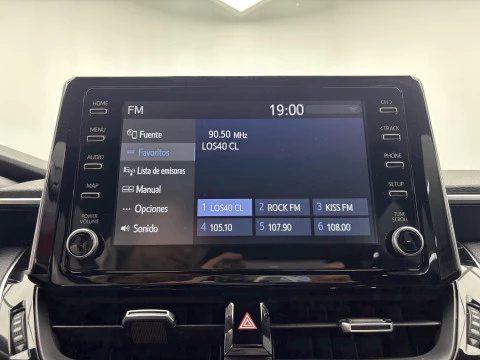 FM 19:00
HOME
MENU
AUDIO
MAP
POWER
VOLUME
Fuente
Favoritos
Lista de emisoras
Manual
Opciones
Sonido
90.50 MHz
LOS40 CL
1 LOS40 CL 2 ROCK FM 3 KISS FM
4 105.10 5 107.90 6 108.00
CH >
< TRACK
PHONE
SETUP
TUNE
SCROLL